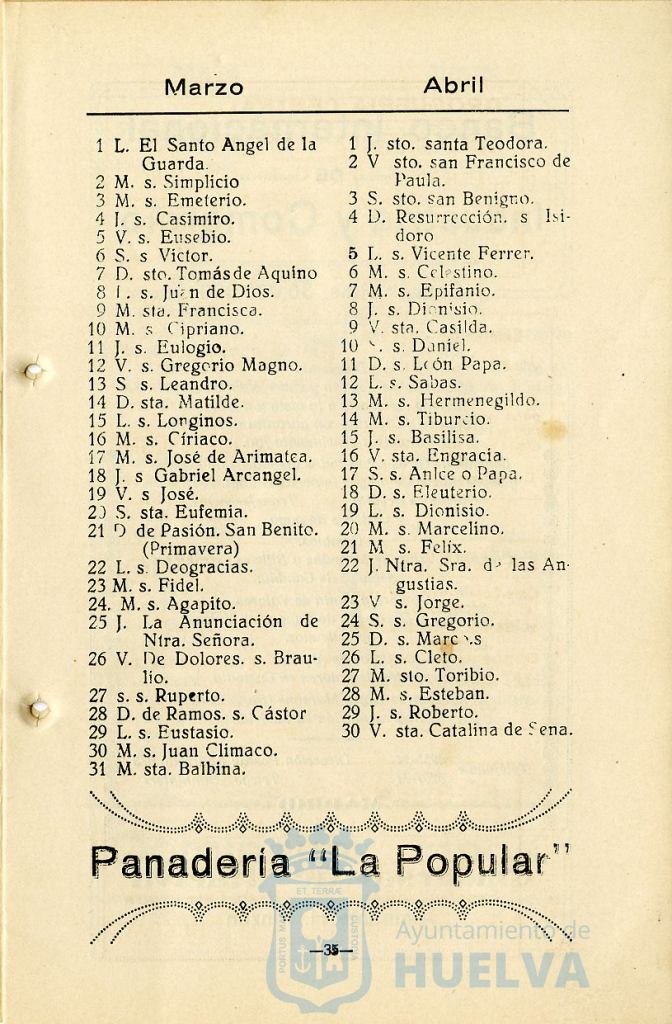 Marzo
1 L. El Santo Angel de la
Guarda.
2 M. s. Simplicio
3 M. s. Emeterio.
4 J. s. Casimiro.
5 V. s. Eusebio.
6 S. s Victor.
7 D. sto. Tomás de Aquino
8 L. s. Juan de Dios.
9 M. sta. Francisca.
10 M. s Cipriano.
11 J. s. Eulogio.
12 V. s. Gregorio Magno.
13 S s. Leandro.
14 D. sta. Matilde.
15 L. s. Longinos.
16 M. s. Círiaco.
17 M. s. José de Arimatea.
18 J. s Gabriel Arcangel.
19 V. s José.
20 S. sta. Eufemia.
21 D de Pasión. San Benito.
(Primavera)
22 L. s. Deogracias.
23 M. s. Fidel.
24. M. s. Agapito.
25 J. La Anunciación de
Ntra. Señora.
26 V. De Dolores. s. Brau-
lio.
27 s. s. Ruperto.
28 D. de Ramos. s. Cástor
29 L. s. Eustasio.
30 M. s. Juan Climaco.
31 M. sta. Balbina.
Abril
1 J. sto. santa Teodora.
2 V sto. san Francisco de
Paula.
3 S. sto. san Benigno.
4 D. Resurrección. s Isi-
doro
5 L. s. Vicente Ferrer.
6 M. s. Celestino.
7 M. s. Epifanio.
8 J. s. Dionisio.
9 V. sta. Casilda.
10 s. Daniel.
11 D. s. León Papa.
12 L. s. Sabas.
13 M. s. Hermenegildo.
14 M. s. Tiburcio.
15 J. s. Basilisa.
16 V. sta. Engracia.
17 S. s. Anice o Papa.
18 D. s. Eleuterio.
19 L. s. Dionisio.
20 M. s. Marcelino.
21 M s. Felíx.
22 J. Ntra. Sra. de las An-
gustias.
23 V s. Jorge.
24 S. s. Gregorio.
25 D. s. Marcos
26 L. s. Cleto.
27 M. sto. Toribio.
28 M. s. Esteban.
29 J. s. Roberto.
30 V. sta. Catalina de Sena.
Panadería "La Popular"
—35—
ET TERRÆ
PORTUS M
CUSTODIA
Ayuntamiento de
HUELVA